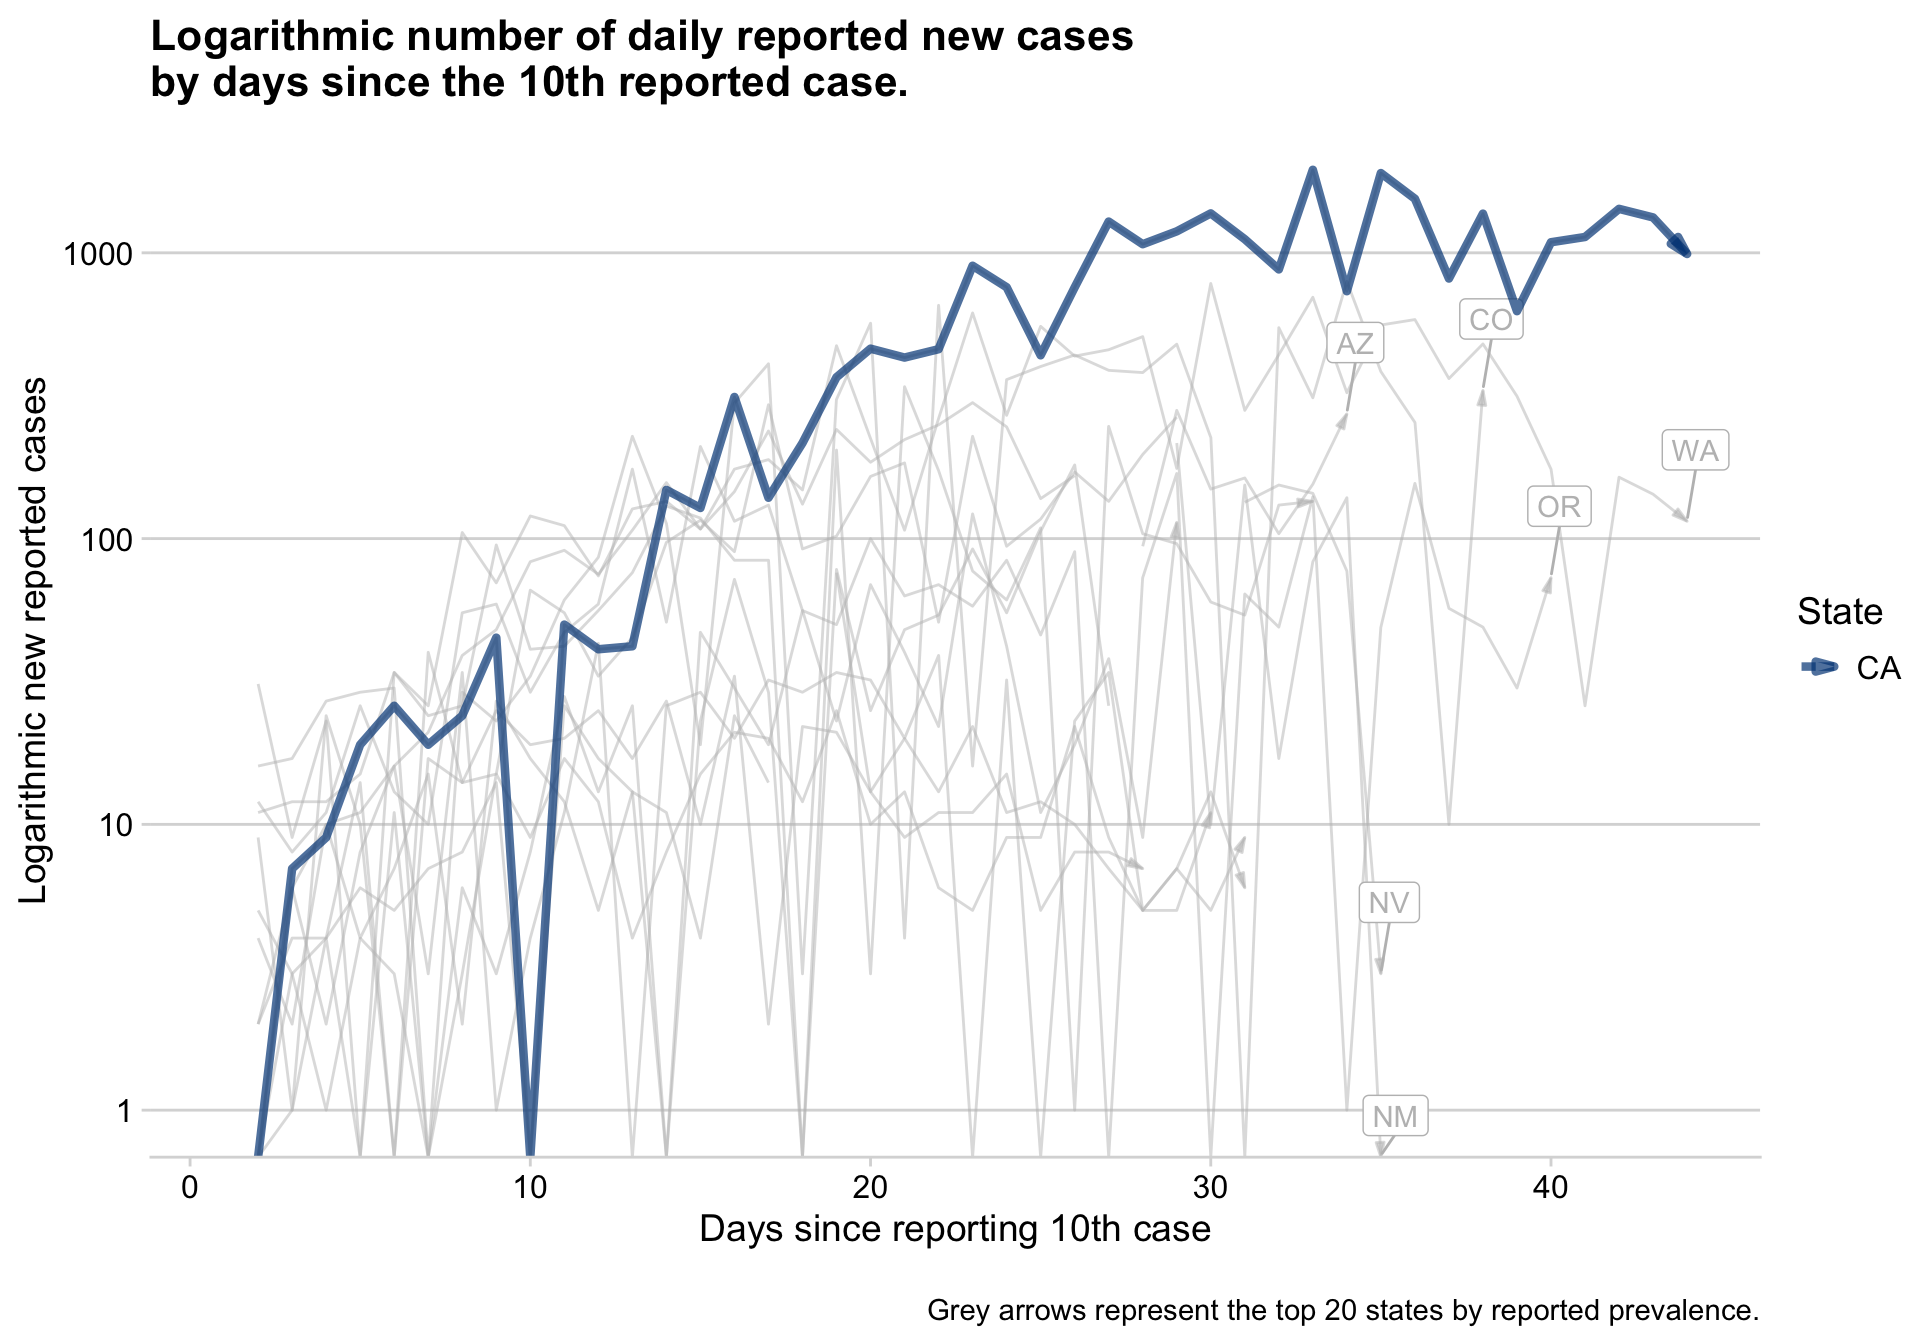 Logarithmic number of daily reported new cases
by days since the 10th reported case.
Logarithmic new reported cases
1000
100
10
1
CO
AZ
WA
OR
NV
NM
State
CA
0
10
20
30
40
Days since reporting 10th case
Grey arrows represent the top 20 states by reported prevalence.